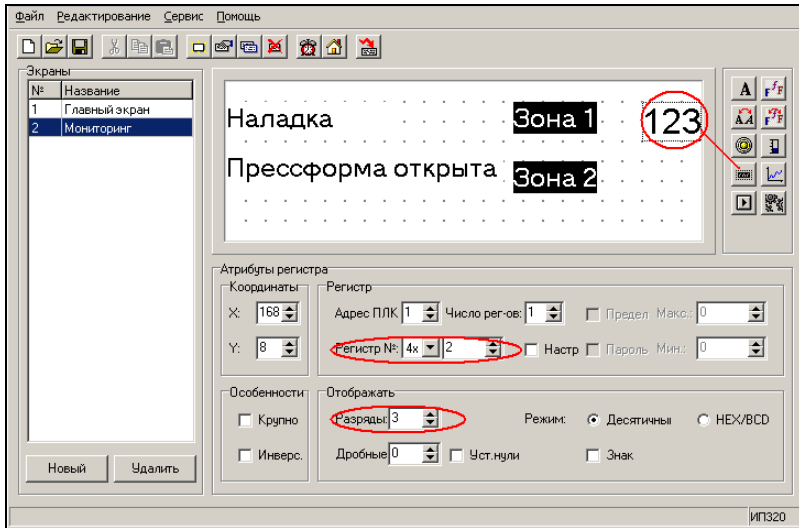 Файл Редактирование Сервис Помощь
Экраны
№ Название
1 Главный экран
2 Мониторинг
Наладка Зона 1 123
Прессформа открыта Зона 2
Атрибуты регистра
Координаты Регистр
X: 168 Адрес ПЛК 1 Число рег-ов: 1 Предел Макс.: 0
Y: 8 Регистр №: 4x 2 Настр Пароль Мин.: 0
Особенности Отображать
Крупно Разряды: 3 Режим: Десятичны HEX/BCD
Инверс. Дробные 0 Уст.нули Знак
Новый Удалить
ИП320